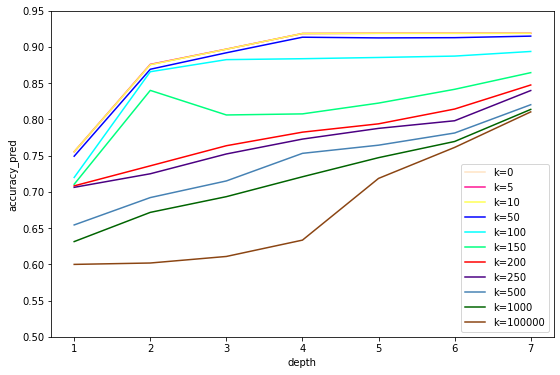 0.95
0.90
0.85
0.80
0.75
0.70
0.65
0.60
0.55
0.50
accuracy_pred
1 2 3 4 5 6 7
depth
k=0
k=5
k=10
k=50
k=100
k=150
k=200
k=250
k=500
k=1000
k=100000